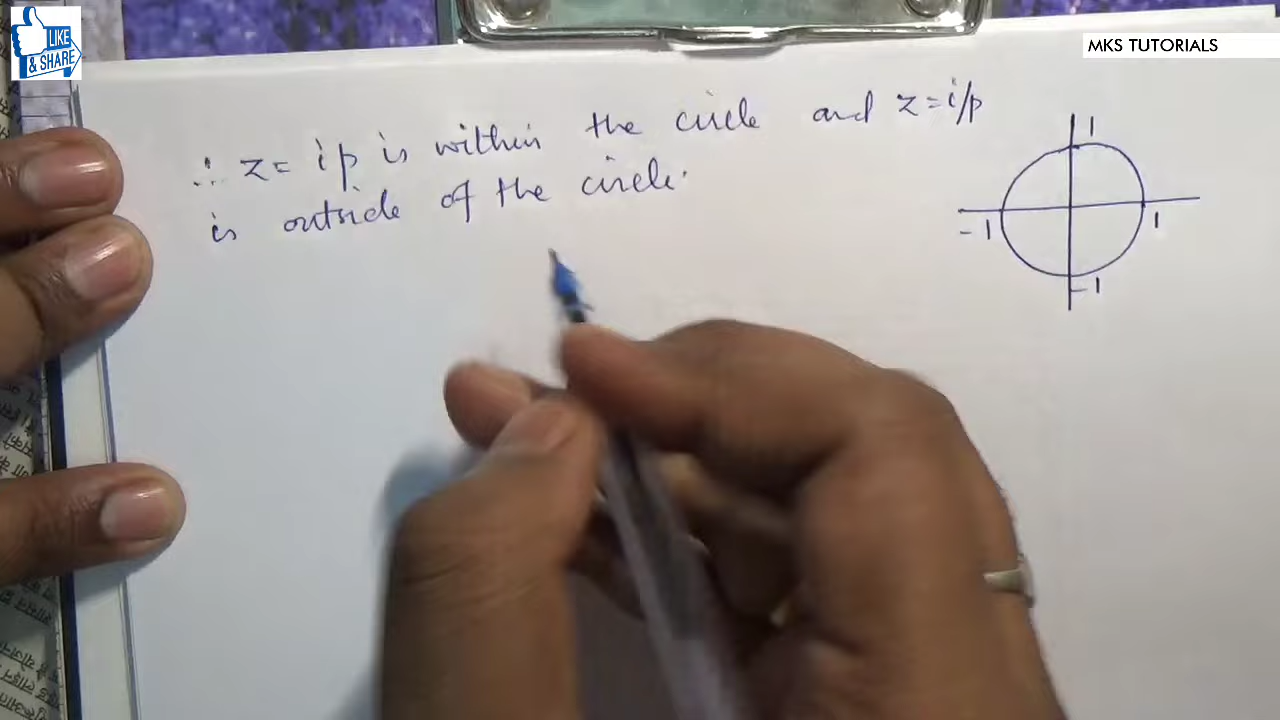 LIKE
& SHARE
MKS TUTORIALS
∴ z = ip is within the circle and z = i/p
is outside of the circle.
1
-1
1
-1